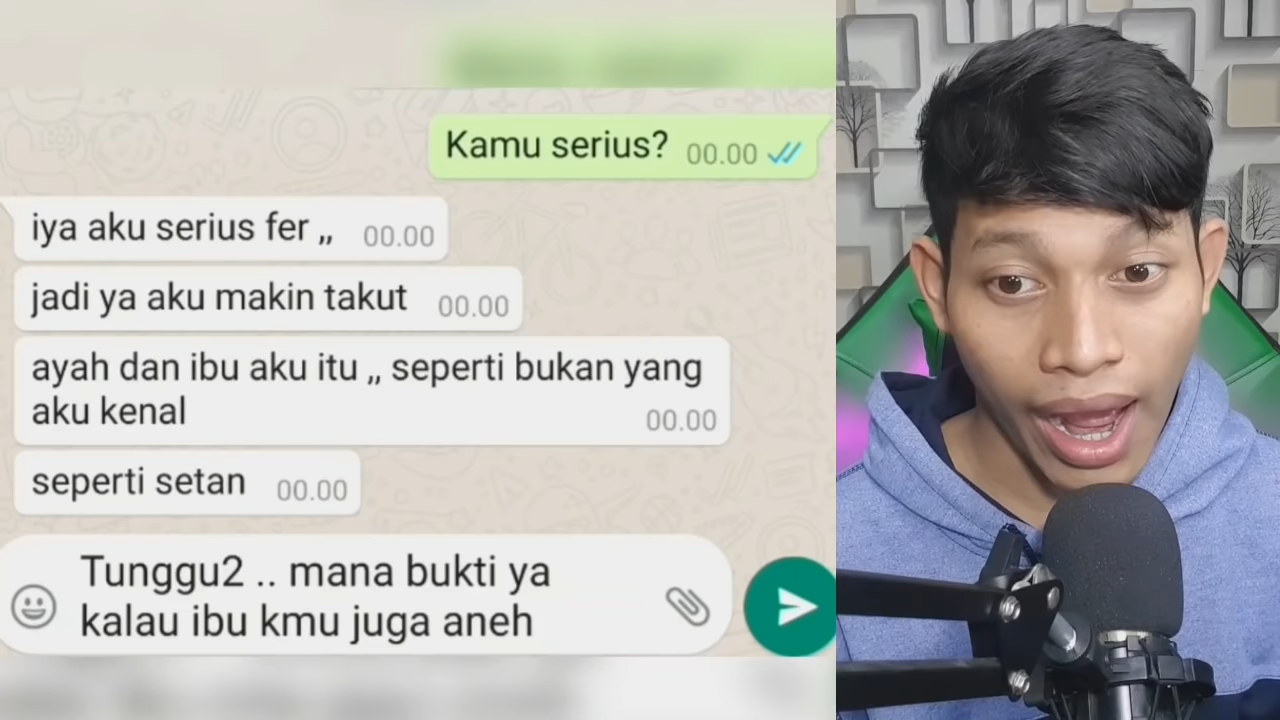 Kamu serius? 00.00
iya aku serius fer ,, 00.00
jadi ya aku makin takut 00.00
ayah dan ibu aku itu ,, seperti bukan yang
aku kenal 00.00
seperti setan 00.00
Tunggu2 .. mana bukti ya
kalau ibu kmu juga aneh